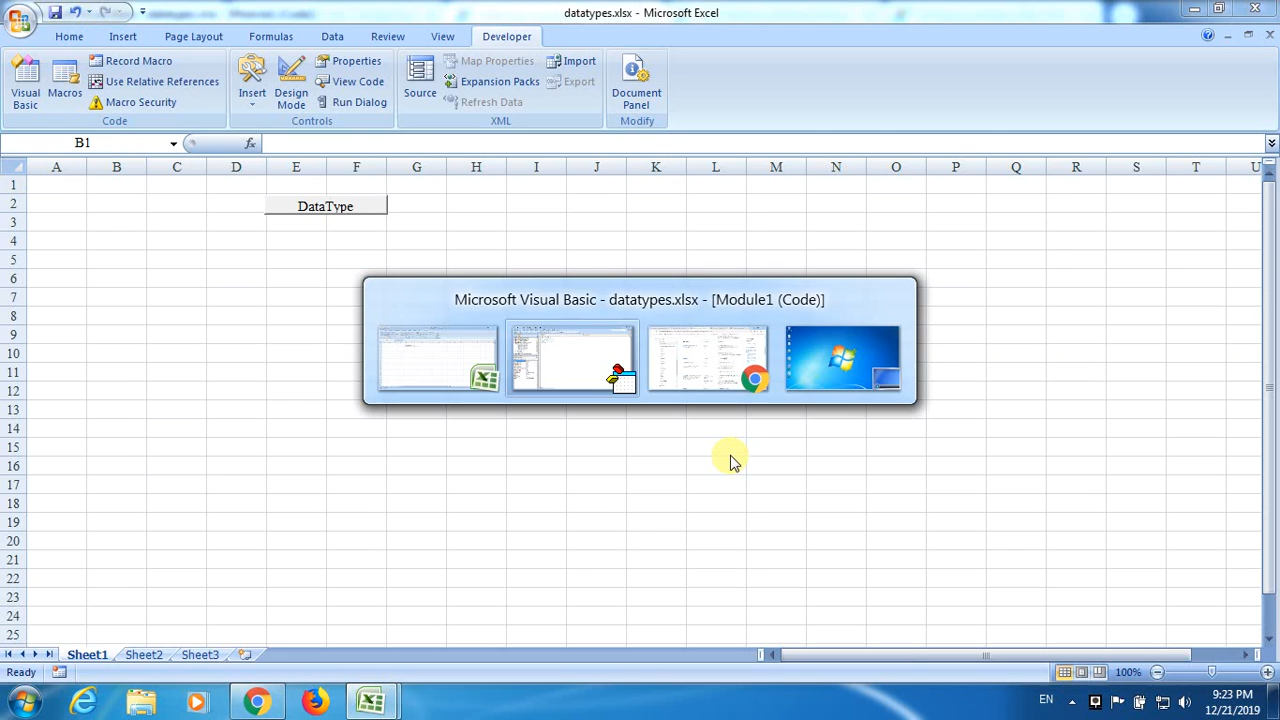 datatypes.xlsx - Microsoft Excel
Home Insert Page Layout Formulas Data Review View Developer
Visual Basic
Macros
Record Macro
Use Relative References
Macro Security
Code
Insert
Design Mode
Properties
View Code
Run Dialog
Controls
Source
Map Properties
Expansion Packs
Refresh Data
Import
Export
XML
Document Panel
Modify
B1
fx
A B C D E F G H I J K L M N O P Q R S T U
1
2 DataType
3
4
5
6
7
8
9
10
11
12
13
14
15
16
17
18
19
20
21
22
23
24
25
Microsoft Visual Basic - datatypes.xlsx - [Module1 (Code)]
Sheet1 Sheet2 Sheet3
Ready
100%
EN
9:23 PM
12/21/2019